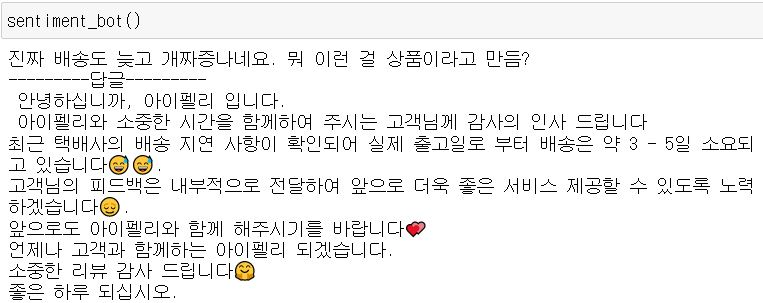 sentiment_bot()
진짜 배송도 늦고 개짜증나네요. 뭐 이런 걸 상품이라고 만듬?
---------답글---------
안녕하십니까, 아이펠리 입니다.
아이펠리와 소중한 시간을 함께하여 주시는 고객님께 감사의 인사 드립니다
최근 택배사의 배송 지연 사항이 확인되어 실제 출고일로 부터 배송은 약 3 - 5일 소요되
고 있습니다😅😅.
고객님의 피드백은 내부적으로 전달하여 앞으로 더욱 좋은 서비스 제공할 수 있도록 노력
하겠습니다😌.
앞으로도 아이펠리와 함께 해주시기를 바랍니다💕
언제나 고객과 함께하는 아이펠리 되겠습니다.
소중한 리뷰 감사 드립니다🤗
좋은 하루 되십시오.